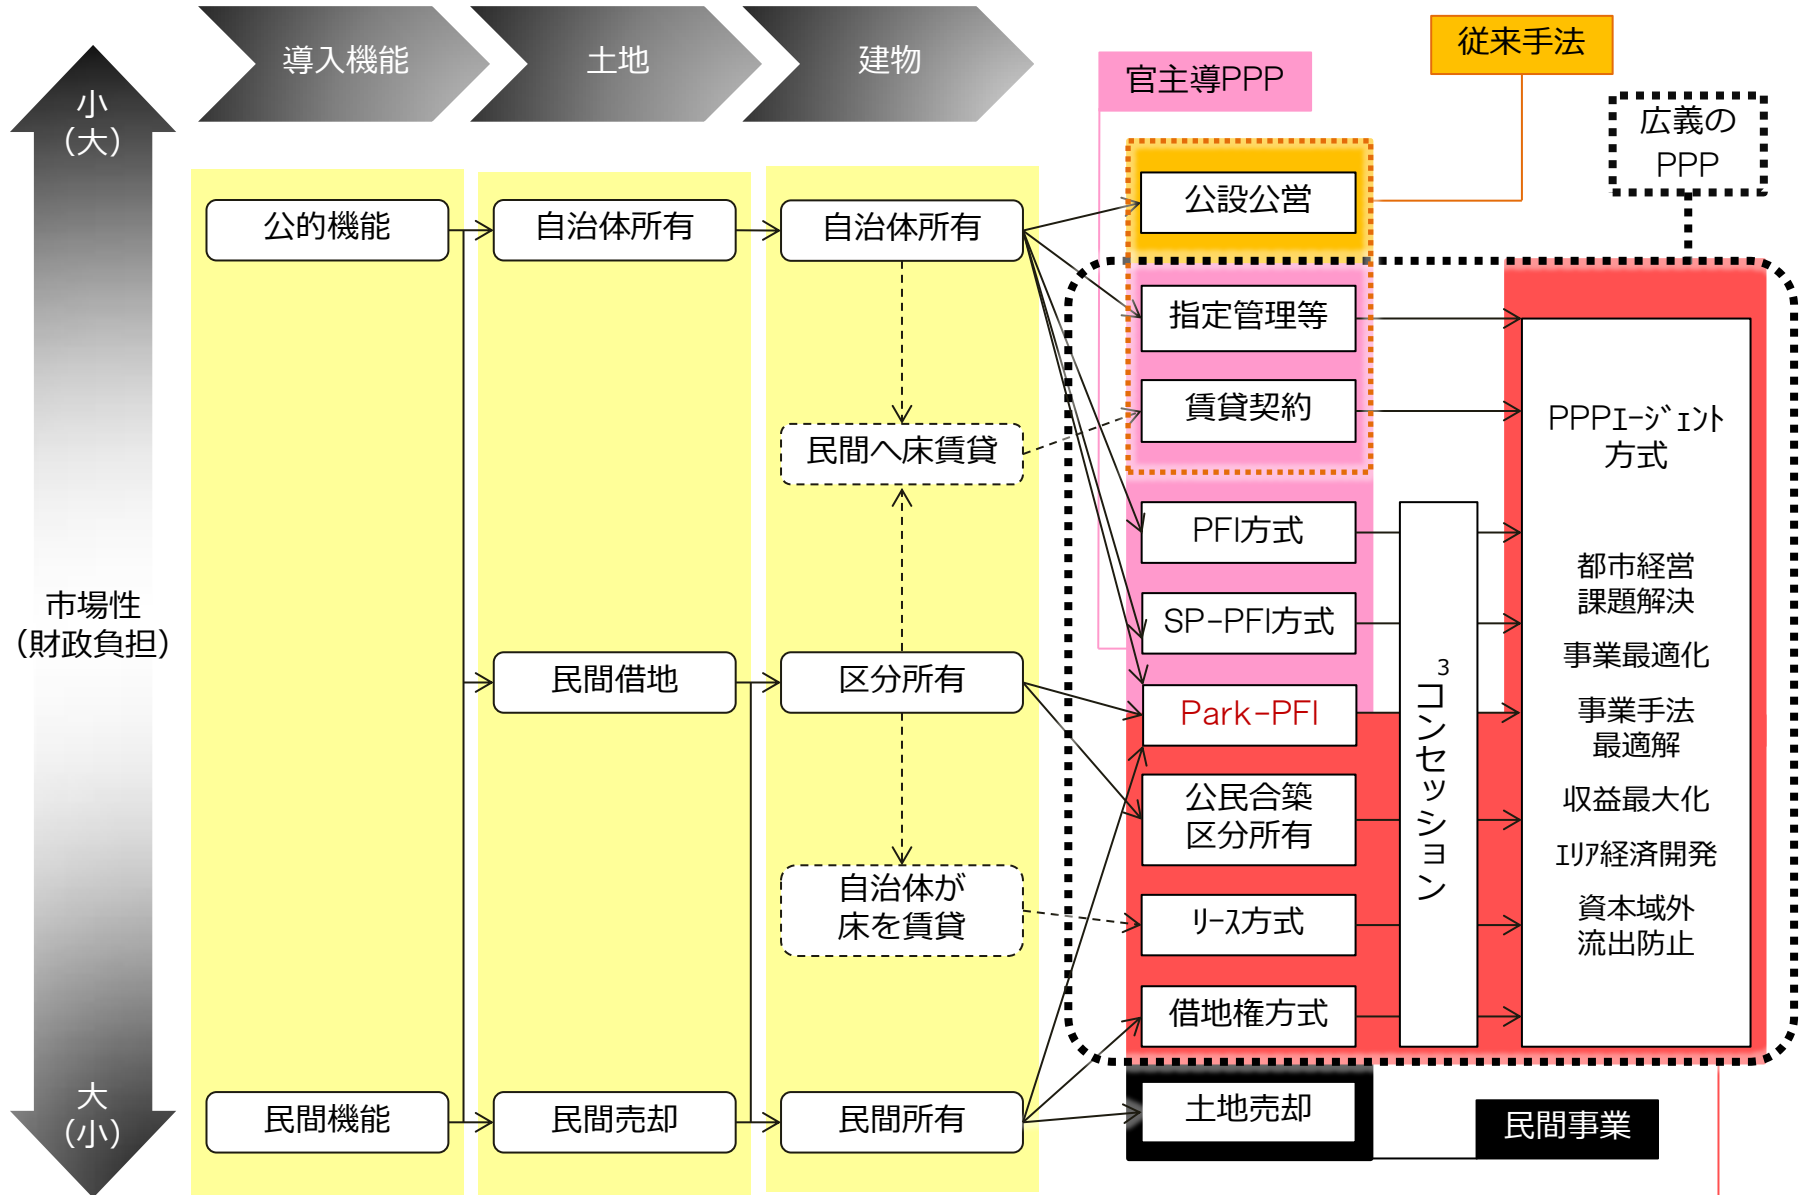 導入機能
土地
建物
官主導PPP
従来手法
広義の
PPP
小
（大）
市場性
（財政負担）
大
（小）
公的機能
自治体所有
自治体所有
公設公営
指定管理等
民間へ床賃貸
賃貸契約
PFI方式
SP-PFI方式
民間借地
区分所有
Park-PFI
公民合築
区分所有
自治体が
床を賃貸
ﾘｰｽ方式
借地権方式
民間機能
民間売却
民間所有
土地売却
民間事業
3
コンセッション
PPPｴｰｼﾞｪﾝﾄ
方式
都市経営
課題解決
事業最適化
事業手法
最適解
収益最大化
ｴﾘｱ経済開発
資本域外
流出防止